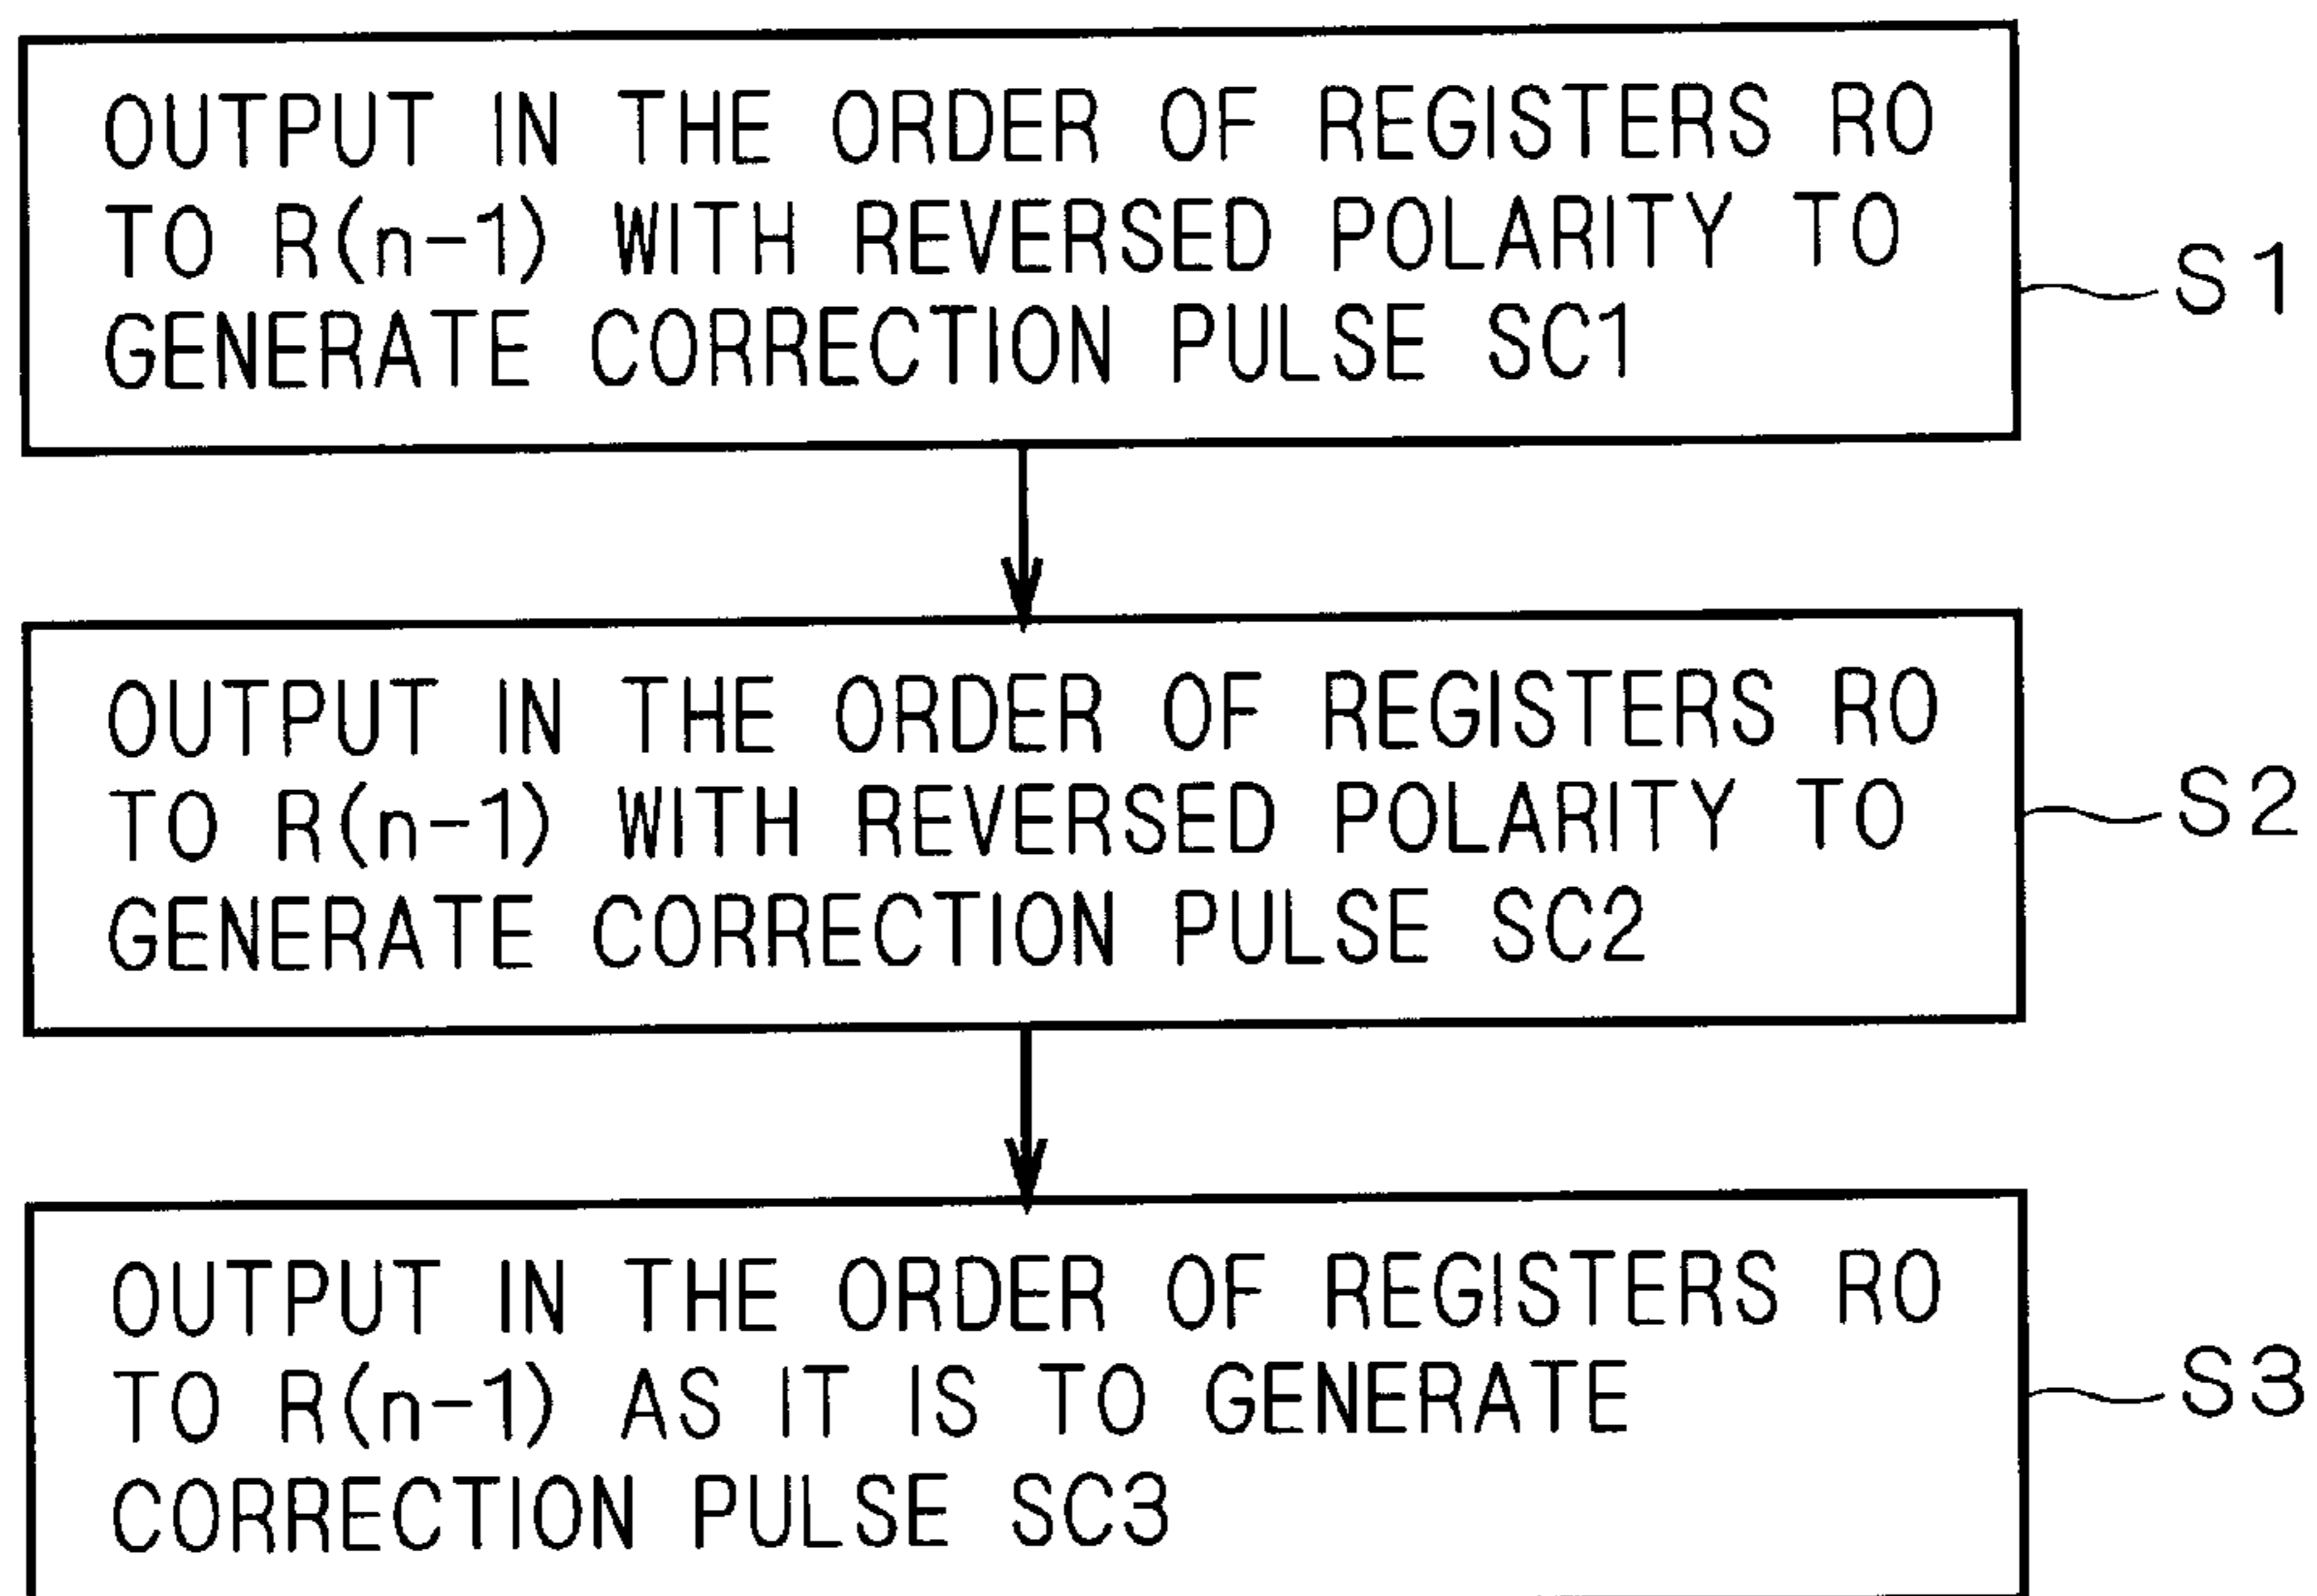 OUTPUT IN THE ORDER OF REGISTERS R0
TO R(n-1) WITH REVERSED POLARITY TO
GENERATE CORRECTION PULSE SC1
S1
OUTPUT IN THE ORDER OF REGISTERS R0
TO R(n-1) WITH REVERSED POLARITY TO
GENERATE CORRECTION PULSE SC2
S2
OUTPUT IN THE ORDER OF REGISTERS R0
TO R(n-1) AS IT IS TO GENERATE
CORRECTION PULSE SC3
S3